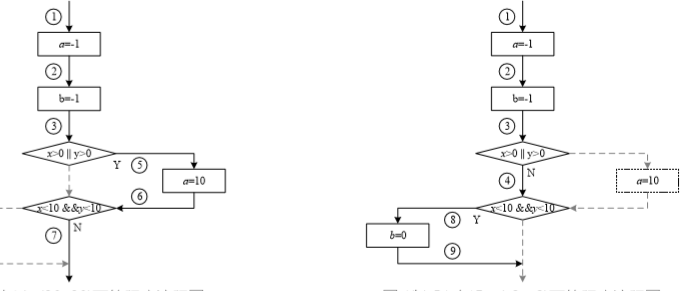 ①
a=-1
②
b=-1
③
x>0 || y>0
Y
⑤
a=10
⑥
x<10 &&y<10
⑦
N
①
a=-1
②
b=-1
③
x>0 || y>0
N
④
a=10
x<10 &&y<10
⑧
Y
b=0
⑨